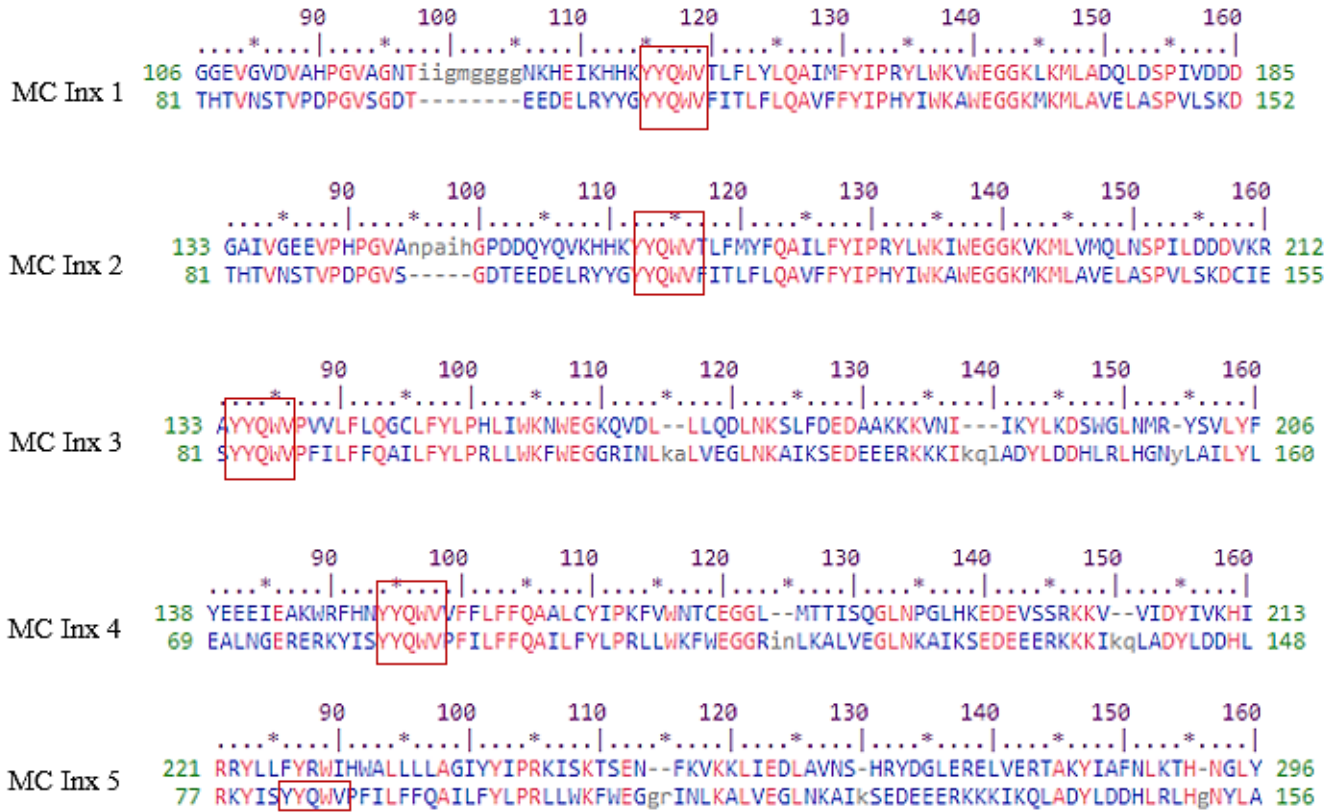 90 100 110 120 130 140 150 160
....*....|....*....|....*....|....*....|....*....|....*....|....*....|....*....|
MC Inx 1
106 GGEVGVDVAHPGVAGNTiigmggggNKHEIKHHKYYQWVTLFLYLQAIMFYIPRYLWKVWEGGKLKMLADQLDSPIVDDD 185
81 THTVNSTVPDPGVSGDT--------EEDELRYYGYYQWVFITLFLQAVFFYIPHYIWKAWEGGKMKMLAVELASPVLSKD 152
90 100 110 120 130 140 150 160
....*....|....*....|....*....|....*....|....*....|....*....|....*....|....*....|
MC Inx 2
133 GAIVGEEVPHPGVAnpaihGPDDQYQVKHHKYYQWVTLFMYFQAILFYIPRYLWKIWEGGKVKMLVMQLNSPILDDDVKR 212
81 THTVNSTVPDPGVS-----GDTEEDELRYYGYYQWVFITLFLQAVFFYIPHYIWKAWEGGKMKMLAVELASPVLSKDCIE 155
90 100 110 120 130 140 150 160
....*....|....*....|....*....|....*....|....*....|....*....|....*....|....*....|
MC Inx 3
133 AYYQWVPVVLFLQGCLFYLPHLIWKNWEGKQVDL--LLQDLNKSLFDEDAAKKKVNI---IKYLKDSWGLNMR-YSVLYF 206
81 SYYQWVPFILFFQAILFYLPRLLWKFWEGGRINLkaLVEGLNKAIKSEDEEERKKKIkqlADYLDDHLRLHGNyLAILYL 160
90 100 110 120 130 140 150 160
....*....|....*....|....*....|....*....|....*....|....*....|....*....|....*....|
MC Inx 4
138 YEEEIEAKWRFHNYYQWVVFFLFFQAALCYIPKFVWNTCEGGL--MTTISQGLNPGLHKEDEVSSRKKV--VIDYIVKHI 213
69 EALNGERERKYISYYQWVPFILFFQAILFYLPRLLWKFWEGGRinLKALVEGLNKAIKSEDEEERKKKIkqLADYLDDHL 148
90 100 110 120 130 140 150 160
....*....|....*....|....*....|....*....|....*....|....*....|....*....|....*....|
MC Inx 5
221 RRYLLFYRWIHWALLLLAGIYYIPRKISKTSEN--FKVKKLIEDLAVNS-HRYDGLERELVERTAKYIAFNLKTH-NGLY 296
77 RKYISYYQWVPFILFFQAILFYLPRLLWKFWEGgrINLKALVEGLNKAIkSEDEEERKKKIKQLADYLDDHLRLHgNYLA 156